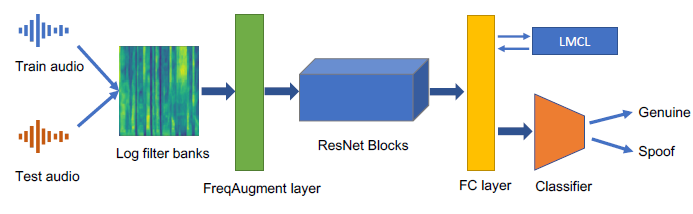 Train audio
Test audio
Log filter banks
FreqAugment layer
ResNet Blocks
FC layer
LMCL
Classifier
Genuine
Spoof